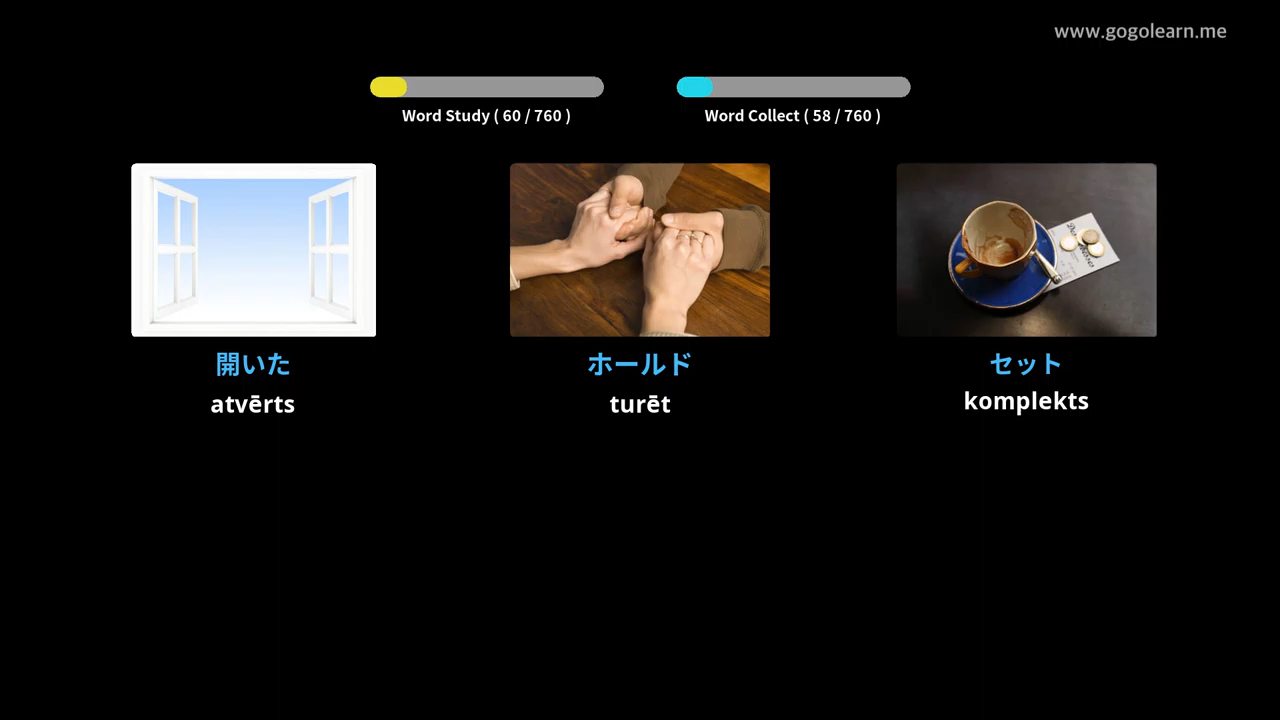 www.gogolearn.me
Word Study ( 60 / 760 )
Word Collect ( 58 / 760 )
開いた
ホールド
セット
atvērts
turēt
komplekts